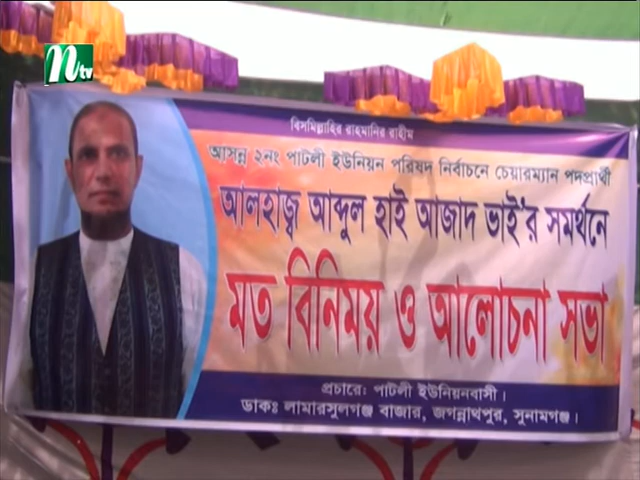 ntv
বিসমিল্লাহির রাহমানির রাহীম
আসন্ন ২নং পাটলী ইউনিয়ন পরিষদ নির্বাচনে চেয়ারম্যান পদপ্রার্থী
আলহাজ্ব আব্দুল হাই আজাদ ভাই'র সমর্থনে
মত বিনিময় ও আলোচনা সভা
প্রচারে: পাটলী ইউনিয়নবাসী।
ডাকঃ লামারসুলগঞ্জ বাজার, জগন্নাথপুর, সুনামগঞ্জ।